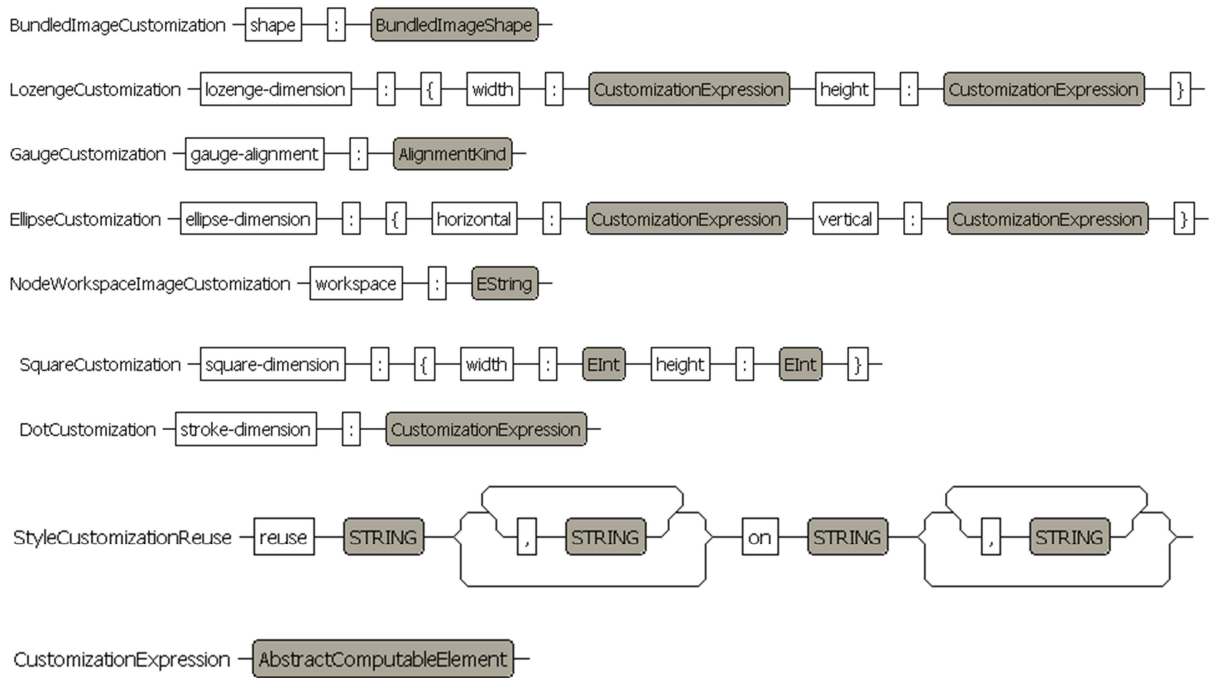 BundledImageCustomization shape : BundledImageShape
LozengeCustomization lozenge-dimension : { width : CustomizationExpression height : CustomizationExpression }
GaugeCustomization gauge-alignment : AlignmentKind
EllipseCustomization ellipse-dimension : { horizontal : CustomizationExpression vertical : CustomizationExpression }
NodeWorkspaceImageCustomization workspace : EString
SquareCustomization square-dimension : { width : EInt height : EInt }
DotCustomization stroke-dimension : CustomizationExpression
StyleCustomizationReuse reuse STRING , STRING on STRING , STRING
CustomizationExpression AbstractComputableElement